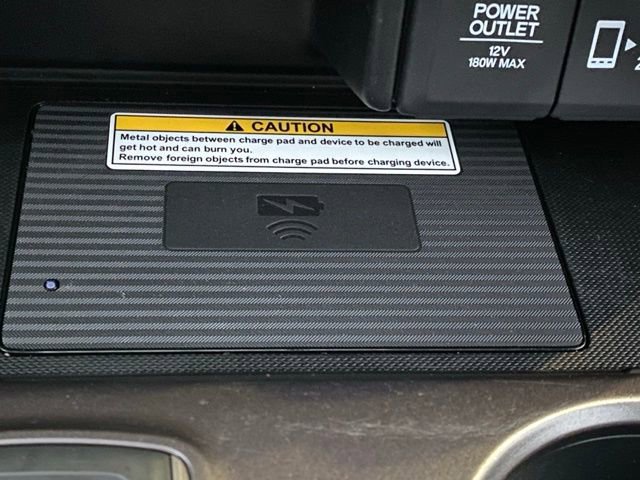 POWER
OUTLET
12V
180W MAX
2
CAUTION
Metal objects between charge pad and device to be charged will
get hot and can burn you.
Remove foreign objects from charge pad before charging device.